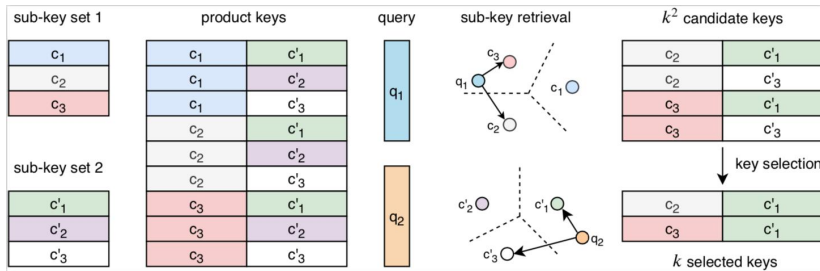 sub-key set 1
c1
c2
c3
sub-key set 2
c'1
c'2
c'3
product keys
c1 c'1
c1 c'2
c1 c'3
c2 c'1
c2 c'2
c2 c'3
c3 c'1
c3 c'2
c3 c'3
query
q1
q2
sub-key retrieval
c3
q1
c1
c2
c'2
c'1
q2
c'3
k² candidate keys
c2 c'1
c2 c'3
c3 c'1
c3 c'3
key selection
c2 c'1
c3 c'1
k selected keys